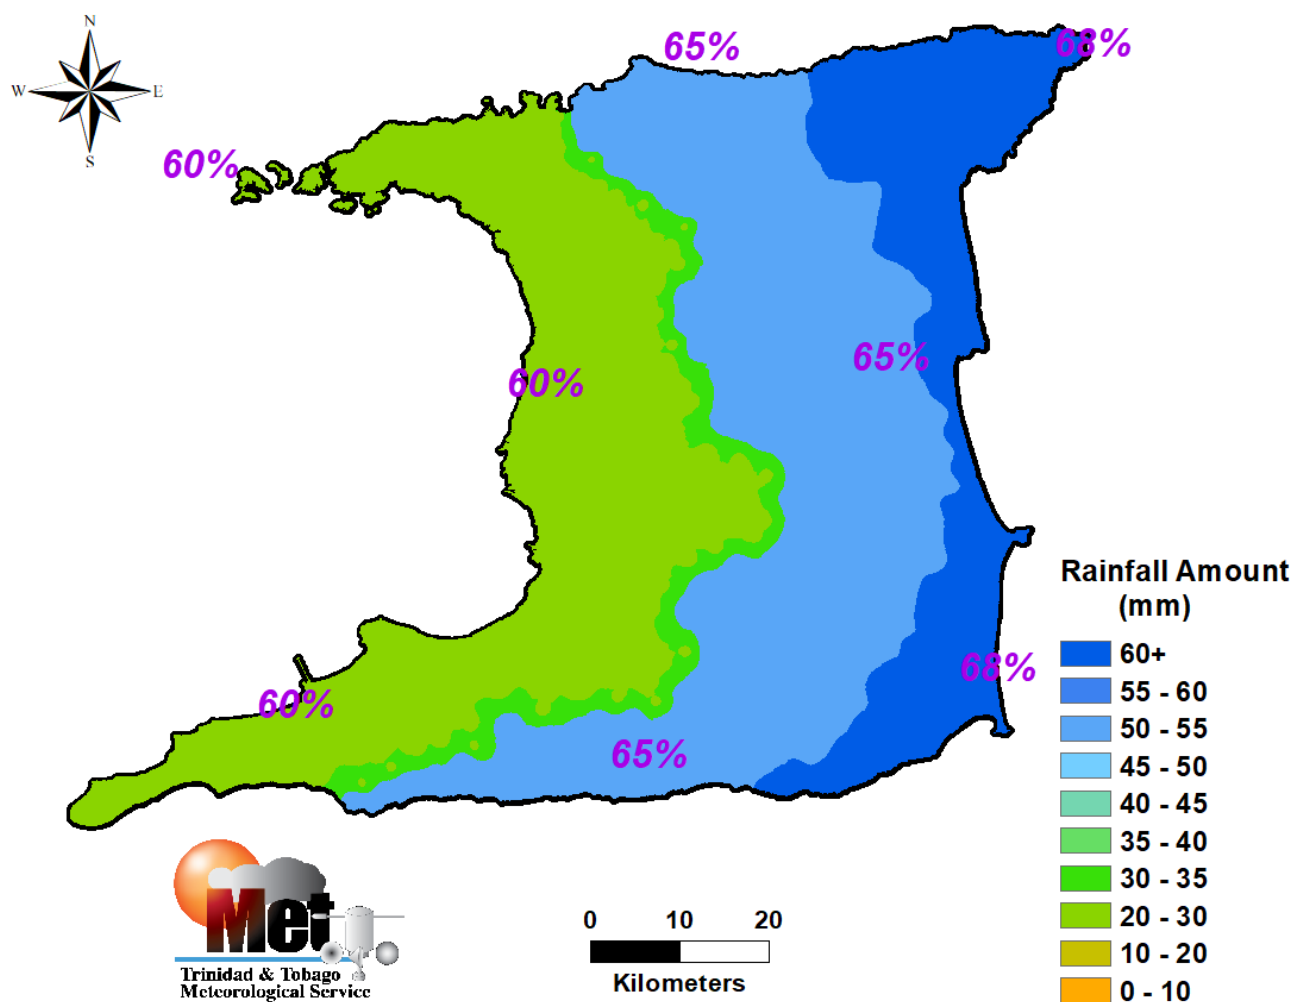 N
W
E
S
65%
68%
60%
65%
60%
68%
60%
65%
Rainfall Amount
(mm)
60+
55 - 60
50 - 55
45 - 50
40 - 45
35 - 40
30 - 35
20 - 30
10 - 20
0 - 10
Met
Trinidad & Tobago
Meteorological Service
0 10 20
Kilometers